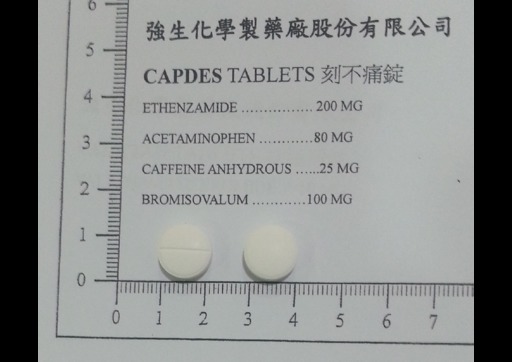 強生化學製藥廠股份有限公司
CAPDES TABLETS 刻不痛錠
ETHENZAMIDE ................ 200 MG
ACETAMINOPHEN ............80 MG
CAFFEINE ANHYDROUS ......25 MG
BROMISOVALUM ............100 MG
6
5
4
3
2
1
0
0 1 2 3 4 5 6 7